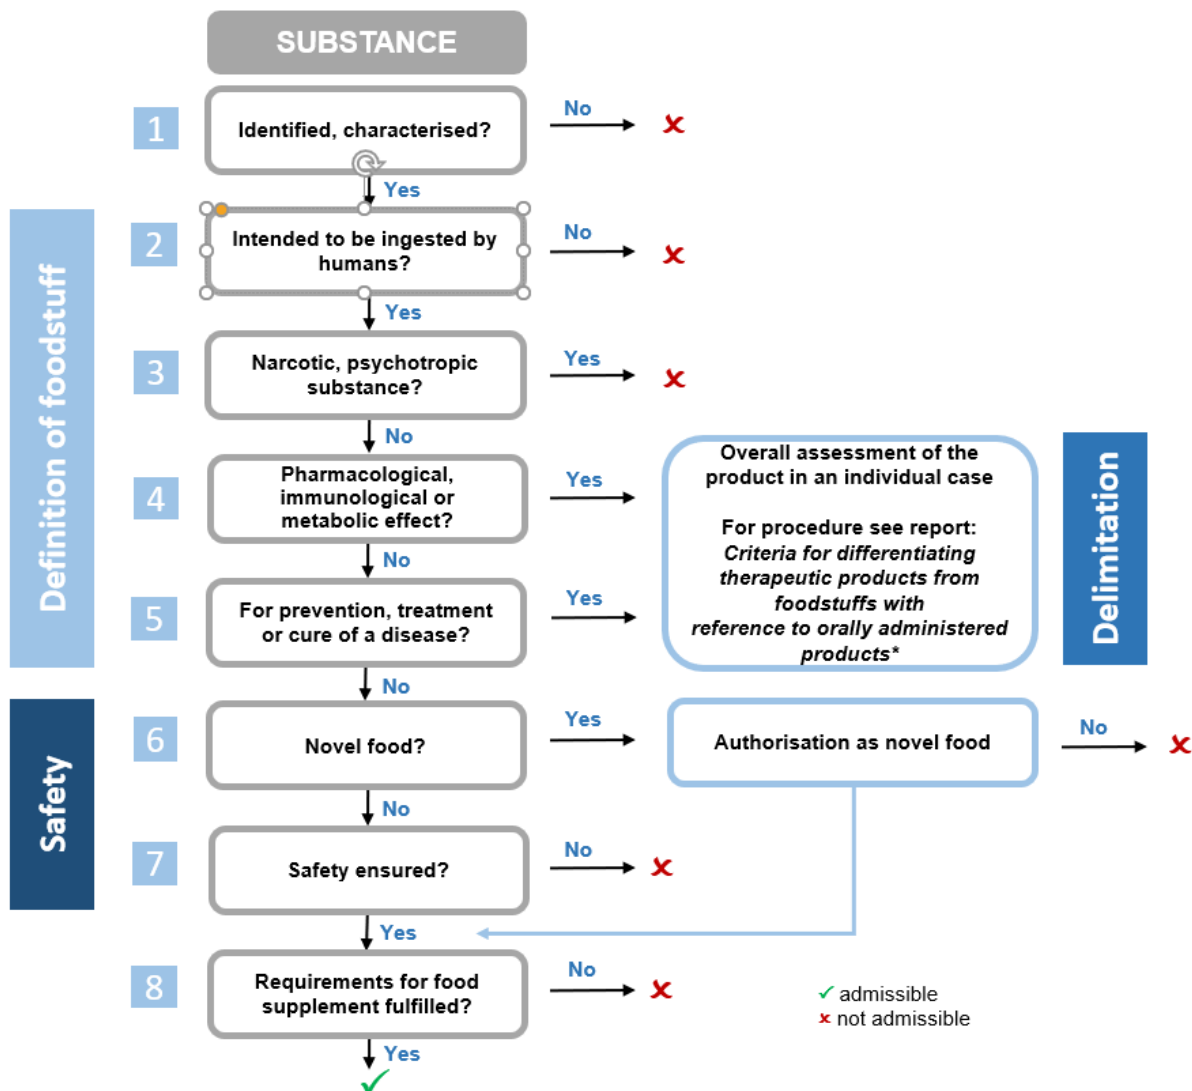 SUBSTANCE
1
Identified, characterised?
No
Yes
Definition of foodstuff
2
Intended to be ingested by
humans?
No
Yes
3
Narcotic, psychotropic
substance?
Yes
No
4
Pharmacological,
immunological or
metabolic effect?
Yes
No
5
For prevention, treatment
or cure of a disease?
Yes
No
Overall assessment of the
product in an individual case
For procedure see report:
Criteria for differentiating
therapeutic products from
foodstuffs with
reference to orally administered
products*
Delimitation
Safety
6
Novel food?
Yes
Authorisation as novel food
No
No
7
Safety ensured?
No
Yes
8
Requirements for food
supplement fulfilled?
No
Yes
admissible
not admissible